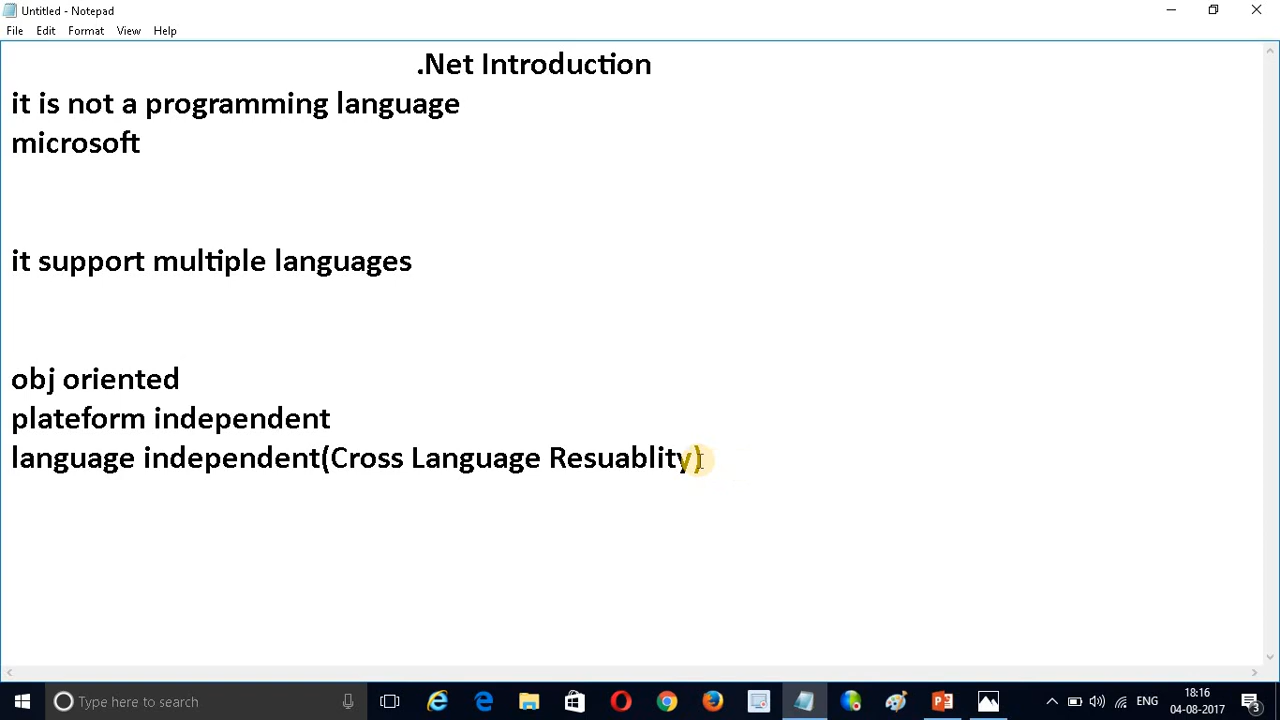 Untitled - Notepad
File Edit Format View Help
.Net Introduction
it is not a programming language
microsoft
it support multiple languages
obj oriented
plateform independent
language independent(Cross Language Resuablity)
Type here to search
ENG
18:16
04-08-2017
3